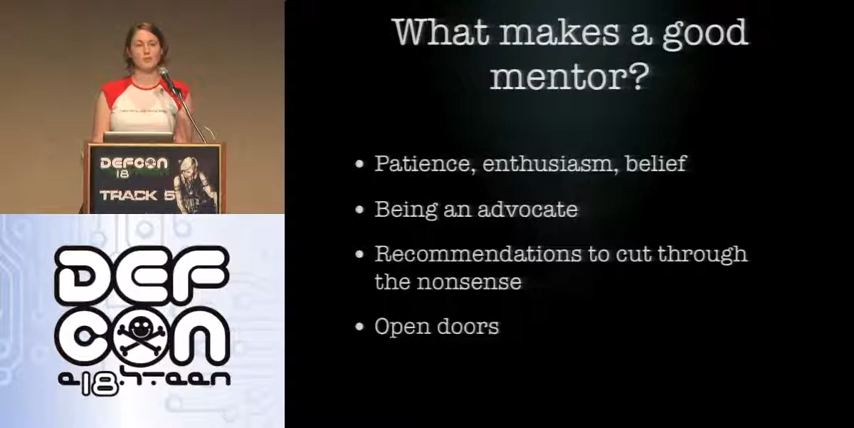 What makes a good
mentor?
• Patience, enthusiasm, belief
• Being an advocate
• Recommendations to cut through
the nonsense
• Open doors
DEFCON
18
TRACK 5
DEF
CON